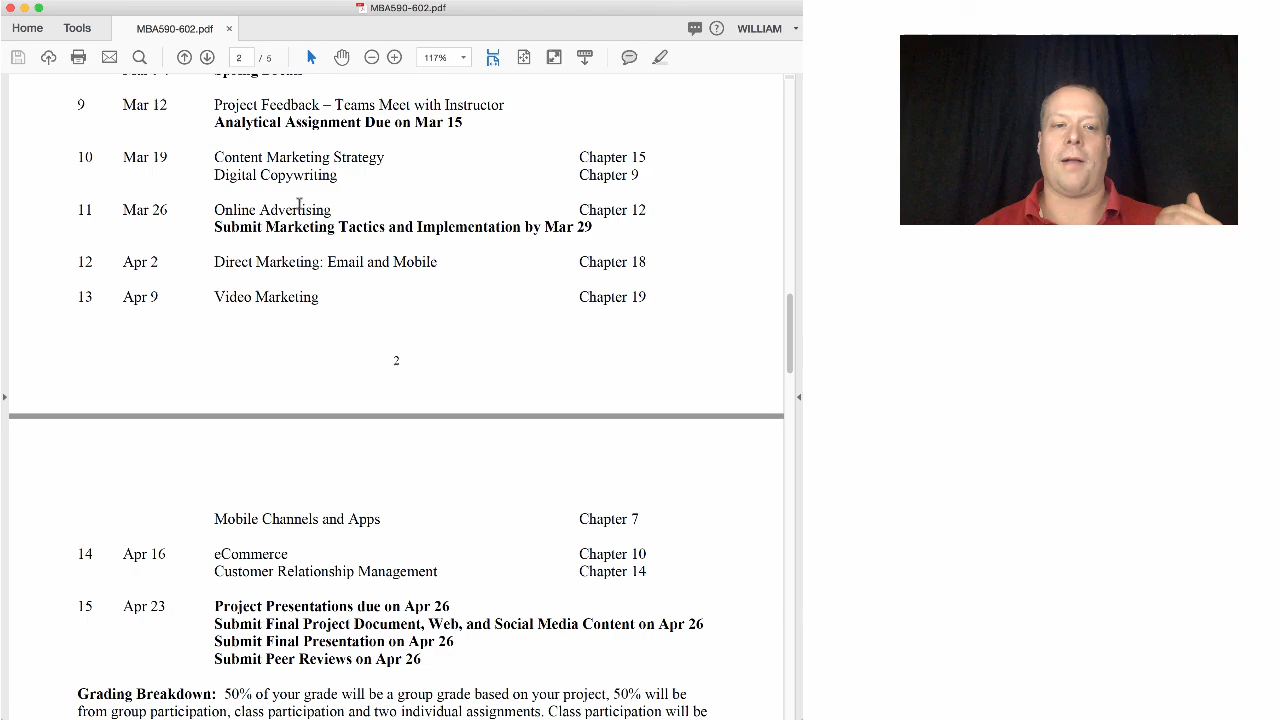 MBA590-602.pdf
Home Tools MBA590-602.pdf × ? WILLIAM
2 / 5 117%
9 Mar 12 Project Feedback – Teams Meet with Instructor
Analytical Assignment Due on Mar 15
10 Mar 19 Content Marketing Strategy Chapter 15
Digital Copywriting Chapter 9
11 Mar 26 Online Advertising Chapter 12
Submit Marketing Tactics and Implementation by Mar 29
12 Apr 2 Direct Marketing: Email and Mobile Chapter 18
13 Apr 9 Video Marketing Chapter 19
2
Mobile Channels and Apps Chapter 7
14 Apr 16 eCommerce Chapter 10
Customer Relationship Management Chapter 14
15 Apr 23 Project Presentations due on Apr 26
Submit Final Project Document, Web, and Social Media Content on Apr 26
Submit Final Presentation on Apr 26
Submit Peer Reviews on Apr 26
Grading Breakdown: 50% of your grade will be a group grade based on your project, 50% will be
from group participation, class participation and two individual assignments. Class participation will be